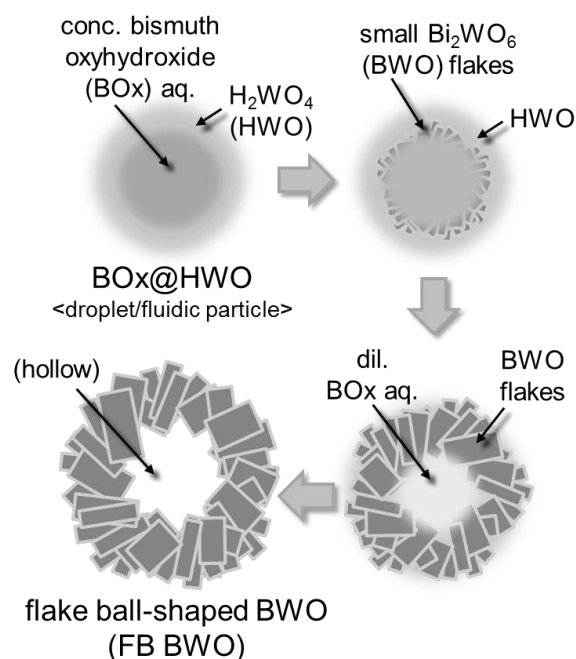 conc. bismuth
oxyhydroxide
(BOx) aq.
H₂WO₄
(HWO)
BOx@HWO
<droplet/fluidic particle>
small Bi₂WO₆
(BWO) flakes
HWO
dil.
BOx aq.
BWO
flakes
(hollow)
flake ball-shaped BWO
(FB BWO)